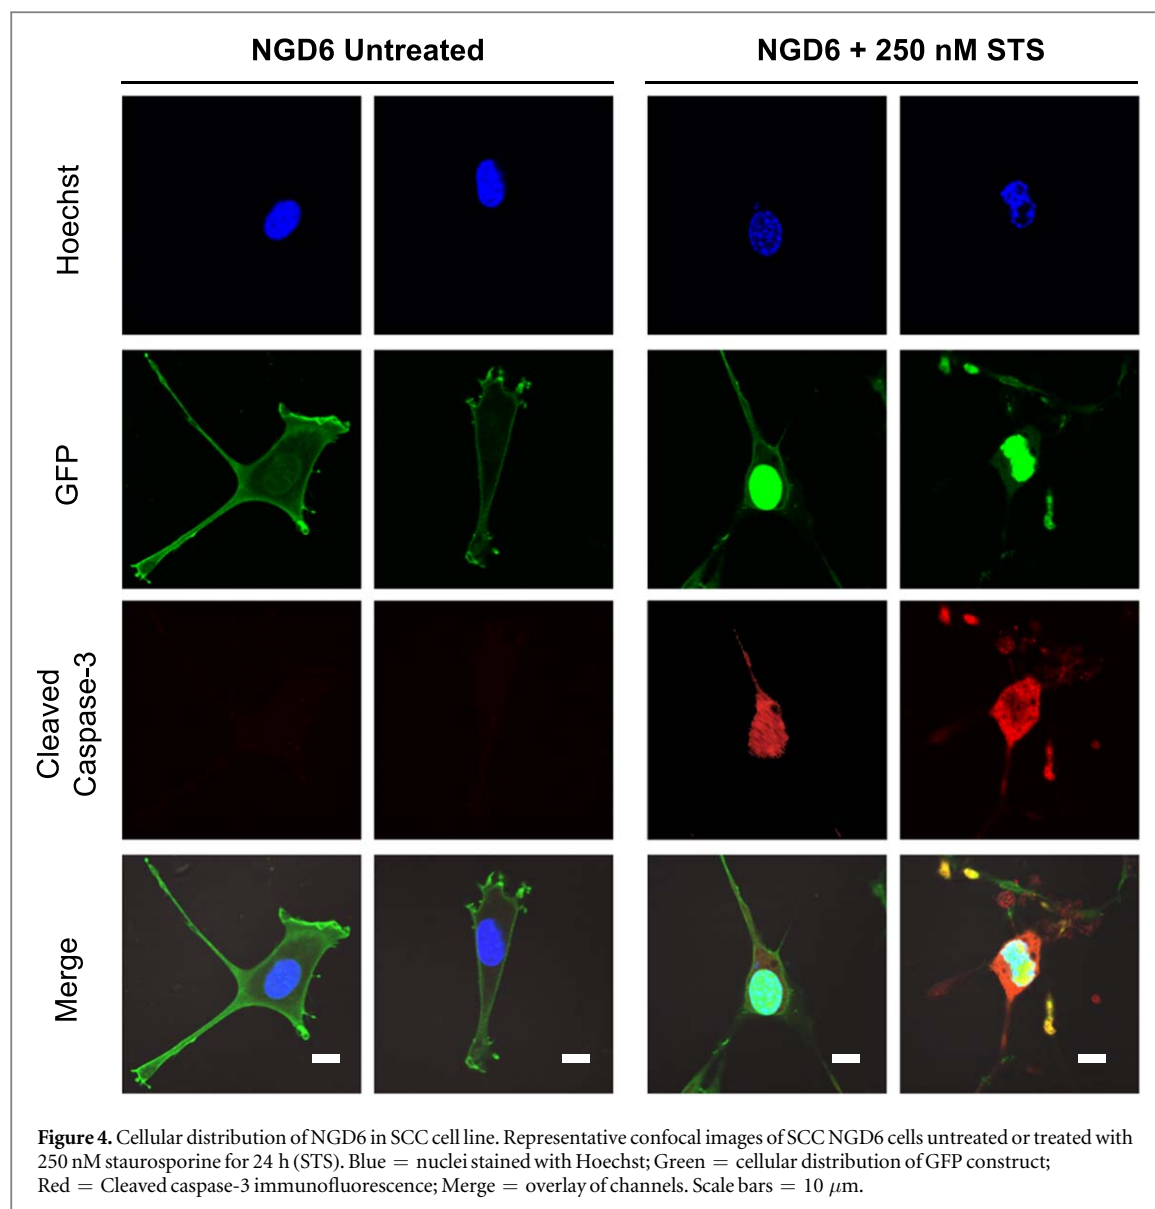 NGD6 Untreated
NGD6 + 250 nM STS
Hoechst
GFP
Cleaved
Caspase-3
Merge
Figure 4. Cellular distribution of NGD6 in SCC cell line. Representative confocal images of SCC NGD6 cells untreated or treated with
250 nM staurosporine for 24 h (STS). Blue = nuclei stained with Hoechst; Green = cellular distribution of GFP construct;
Red = Cleaved caspase-3 immunofluorescence; Merge = overlay of channels. Scale bars = 10 μm.